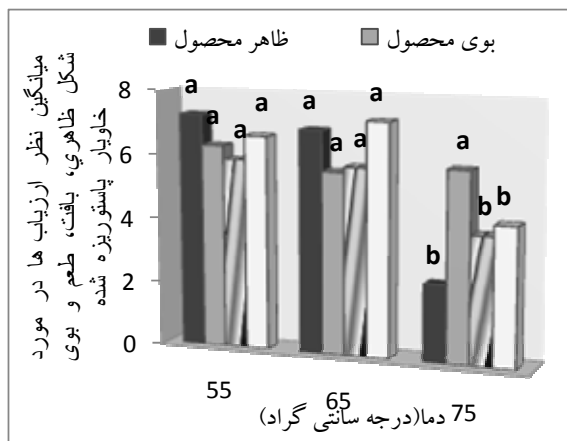 ظاهر محصول
بوی محصول
میانگین نظر ارزیاب ها در مورد
شکل ظاهري، بافت، طعم و بوی
خاویار پاستوریزه شده
8
6
4
2
0
a a a a
a a a a
b a b b
55 65 75
دما(درجه سانتی گراد)